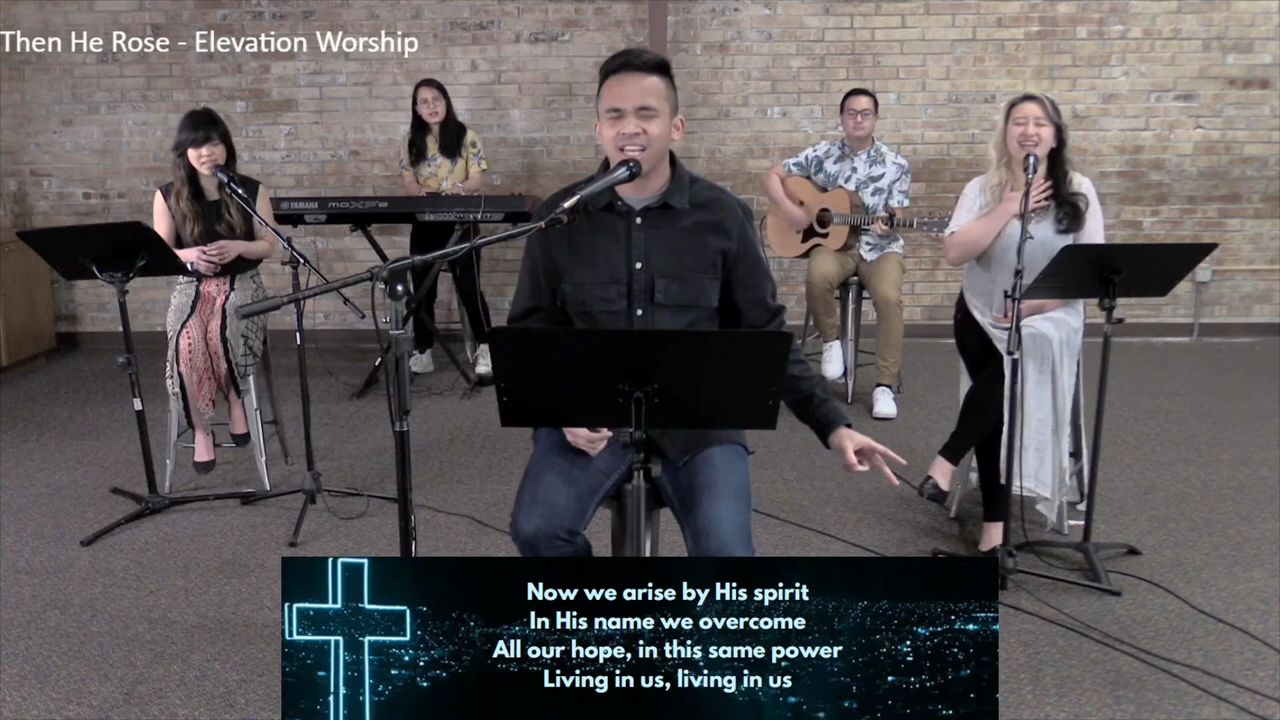 Then He Rose - Elevation Worship
YAMAHA MOXF8
Now we arise by His spirit
In His name we overcome
All our hope, in this same power
Living in us, living in us